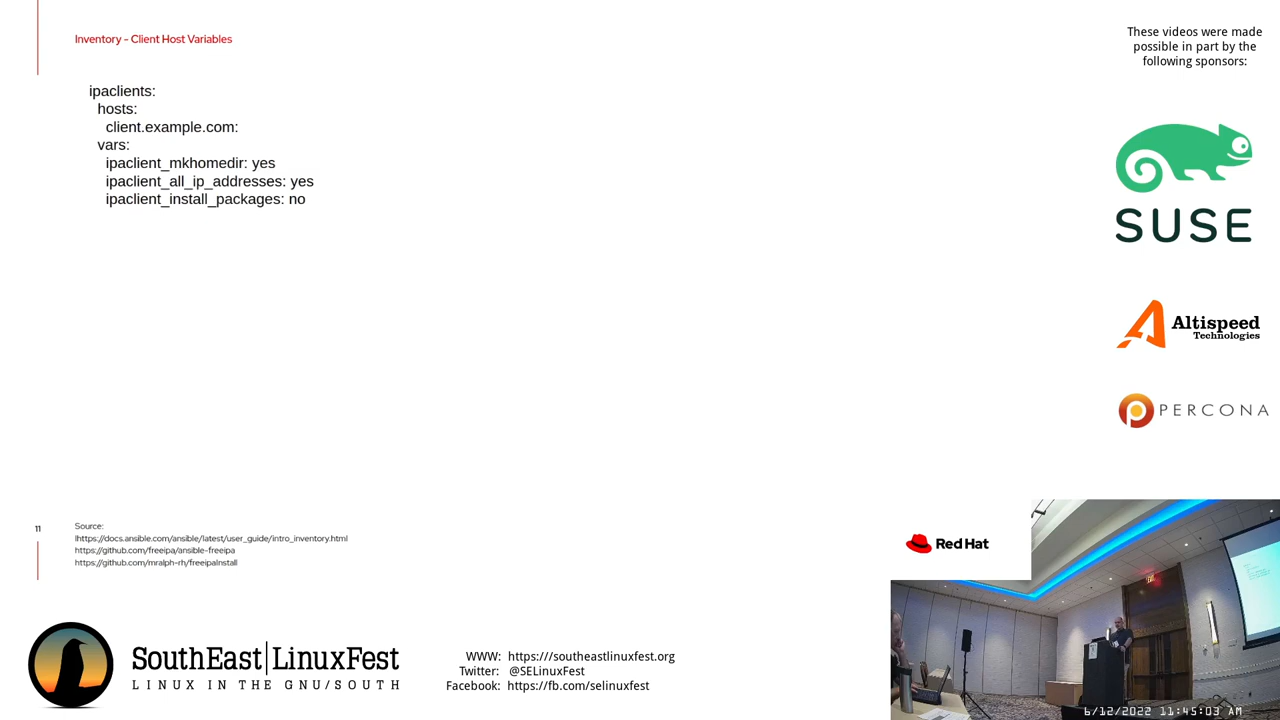 Inventory - Client Host Variables
ipaclients:
hosts:
client.example.com:
vars:
ipaclient_mkhomedir: yes
ipaclient_all_ip_addresses: yes
ipaclient_install_packages: no
These videos were made
possible in part by the
following sponsors:
SUSE
Altispeed
Technologies
PERCONA
11
Source:
lhttps://docs.ansible.com/ansible/latest/user_guide/intro_inventory.html
https://github.com/freeipa/ansible-freeipa
https://github.com/mralph-rh/freeipaInstall
Red Hat
SouthEast|LinuxFest
LINUX IN THE GNU/SOUTH
WWW: https:///southeastlinuxfest.org
Twitter: @SELinuxFest
Facebook: https://fb.com/selinuxfest
6/12/2022 11:45:03 AM